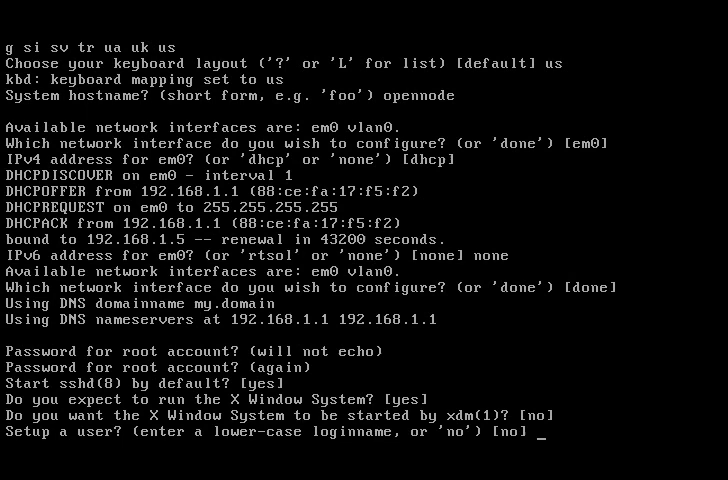 g si sv tr ua uk us
Choose your keyboard layout ('?' or 'L' for list) [default] us
kbd: keyboard mapping set to us
System hostname? (short form, e.g. 'foo') opennode
Available network interfaces are: em0 vlan0.
Which network interface do you wish to configure? (or 'done') [em0]
IPv4 address for em0? (or 'dhcp' or 'none') [dhcp]
DHCPDISCOVER on em0 - interval 1
DHCPOFFER from 192.168.1.1 (88:ce:fa:17:f5:f2)
DHCPREQUEST on em0 to 255.255.255.255
DHCPACK from 192.168.1.1 (88:ce:fa:17:f5:f2)
bound to 192.168.1.5 -- renewal in 43200 seconds.
IPv6 address for em0? (or 'rtsol' or 'none') [none] none
Available network interfaces are: em0 vlan0.
Which network interface do you wish to configure? (or 'done') [done]
Using DNS domainname my.domain
Using DNS nameservers at 192.168.1.1 192.168.1.1
Password for root account? (will not echo)
Password for root account? (again)
Start sshd(8) by default? [yes]
Do you expect to run the X Window System? [yes]
Do you want the X Window System to be started by xdm(1)? [no]
Setup a user? (enter a lower-case loginname, or 'no') [no] _